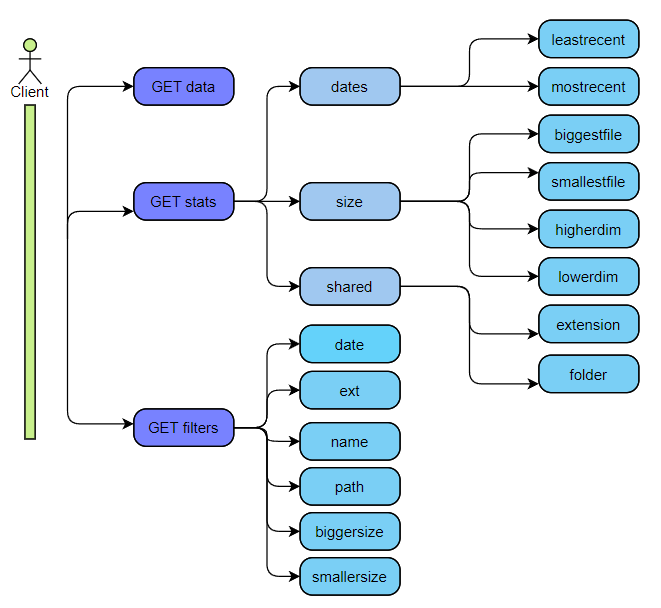 Client
GET data
GET stats
GET filters
dates
size
shared
date
ext
name
path
biggersize
smallersize
leastrecent
mostrecent
biggestfile
smallestfile
higherdim
lowerdim
extension
folder